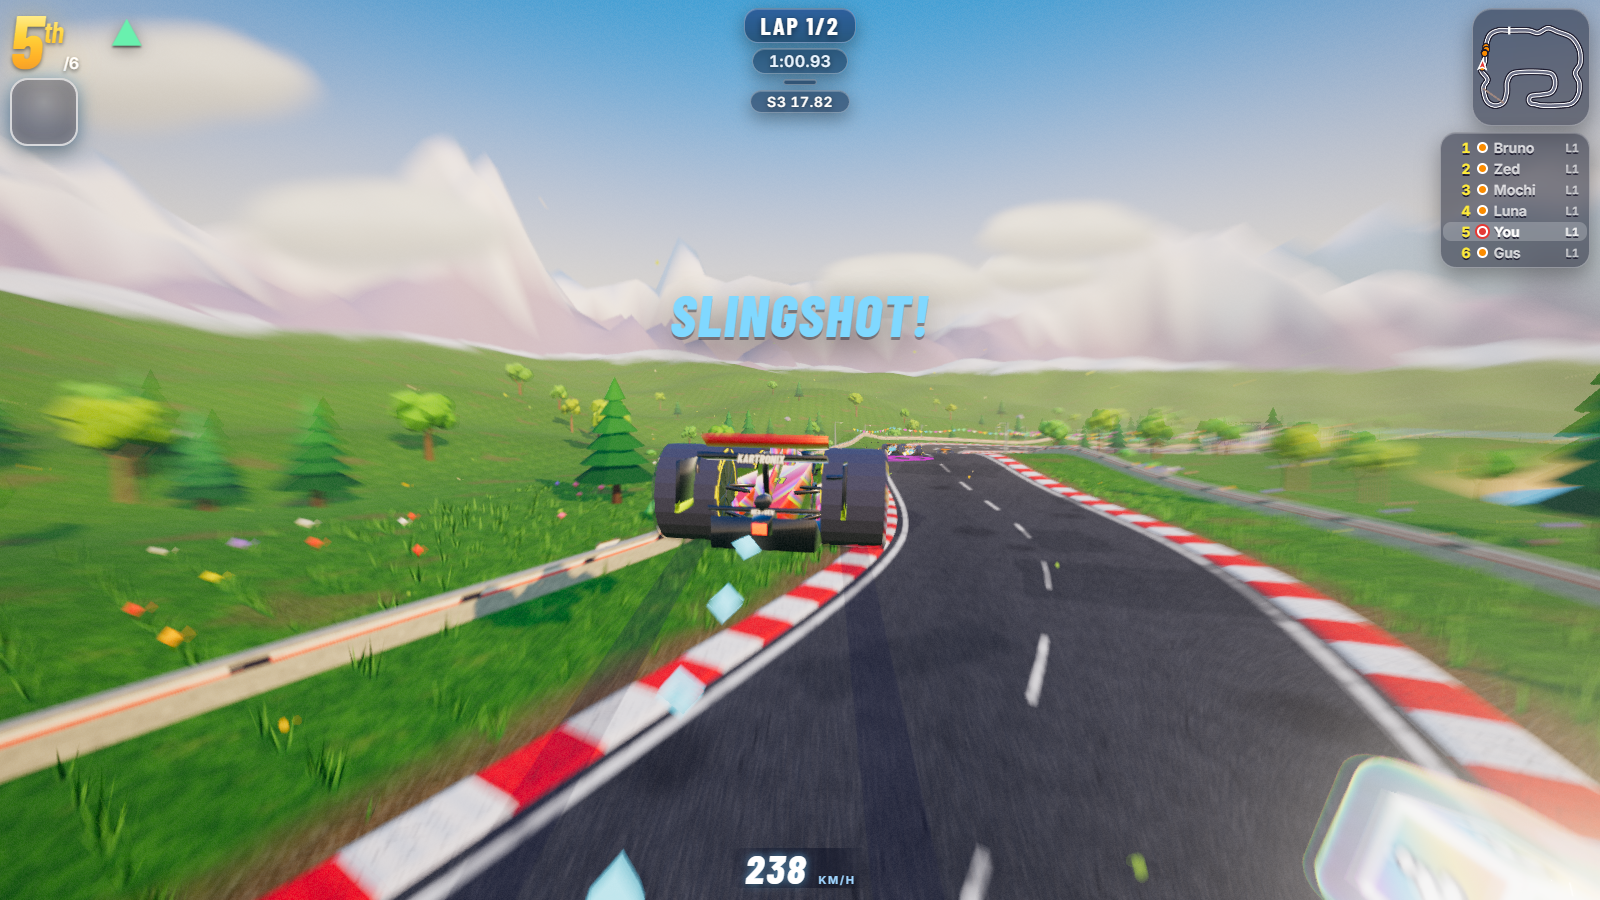 5th
/6
LAP 1/2
1:00.93
S3 17.82
1 Bruno L1
2 Zed L1
3 Mochi L1
4 Luna L1
5 You L1
6 Gus L1
SLINGSHOT!
KARTRONIX
238 KM/H